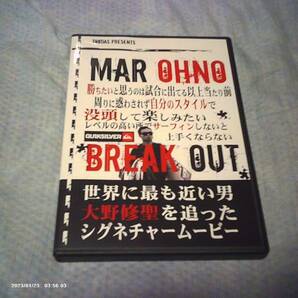 PRESENTS
MAR OHNO
勝ちたいと思うのは試合に出てる以上当たり前
周りに惑わされず自分のスタイルで
没頭して楽しみたい
レベルの高い所でサーフィンしないと
上手くならない
QUIKSILVER
BREAK OUT
世界に最も近い男
大野修聖を追った
シグネチャームービー
2023/01/23 03:56:03